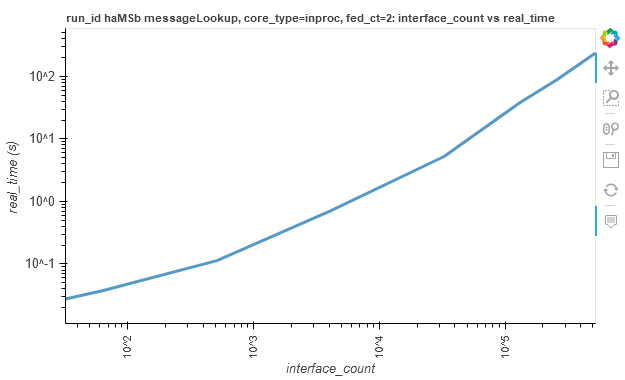 run_id haMSb messageLookup, core_type=inproc, fed_ct=2: interface_count vs real_time
10^2
10^1
10^0
10^-1
real_time (s)
10^2
10^3
10^4
10^5
interface_count